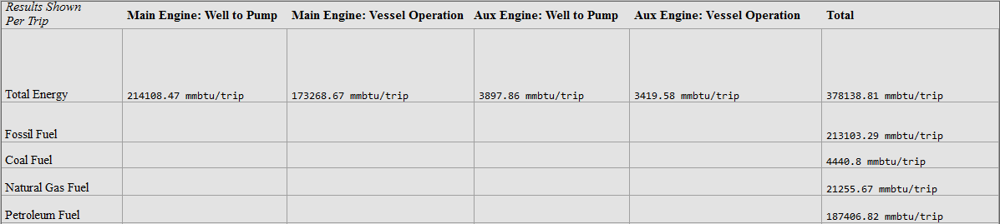 Results Shown
Per Trip
Main Engine: Well to Pump Main Engine: Vessel Operation Aux Engine: Well to Pump Aux Engine: Vessel Operation Total
Total Energy 214108.47 mmbtu/trip 173268.67 mmbtu/trip 3897.86 mmbtu/trip 3419.58 mmbtu/trip 378138.81 mmbtu/trip
Fossil Fuel 213103.29 mmbtu/trip
Coal Fuel 4440.8 mmbtu/trip
Natural Gas Fuel 21255.67 mmbtu/trip
Petroleum Fuel 187406.82 mmbtu/trip